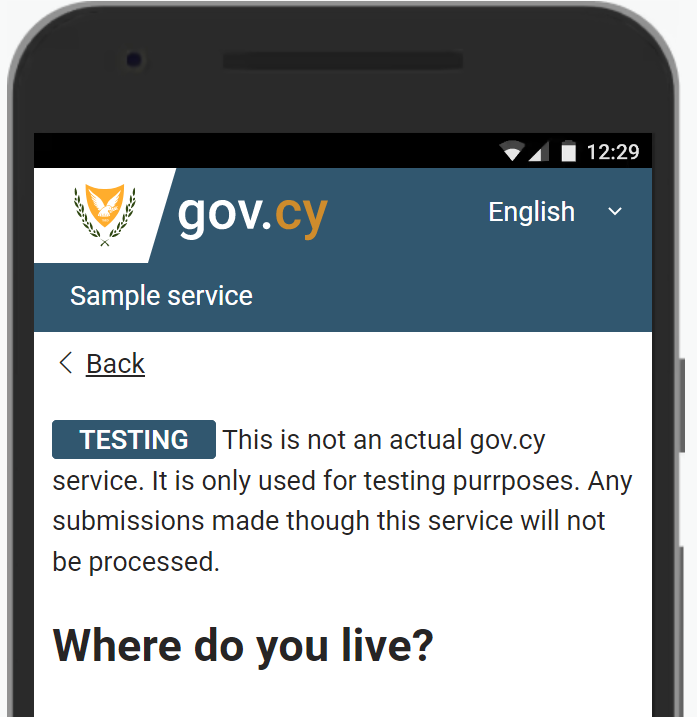 12:29
gov.cy
English
Sample service
Back
TESTING This is not an actual gov.cy
service. It is only used for testing purrposes. Any
submissions made though this service will not
be processed.
Where do you live?